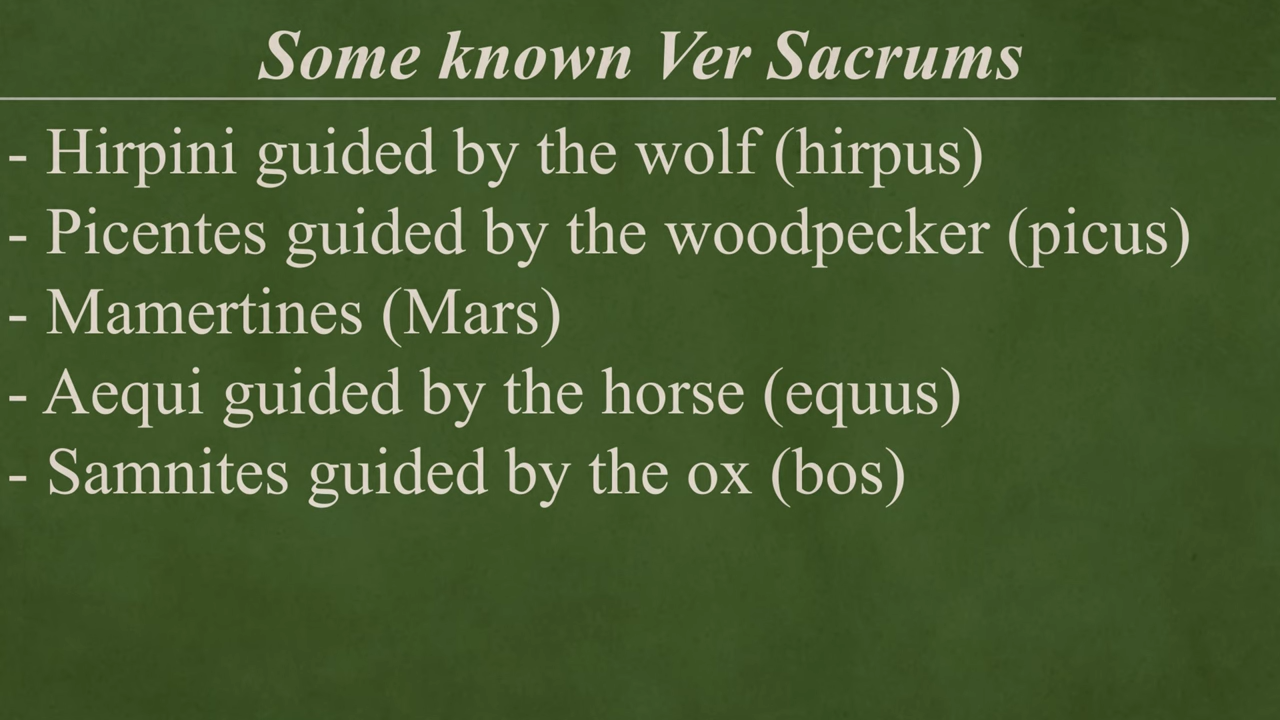 Some known Ver Sacrums
- Hirpini guided by the wolf (hirpus)
- Picentes guided by the woodpecker (picus)
- Mamertines (Mars)
- Aequi guided by the horse (equus)
- Samnites guided by the ox (bos)